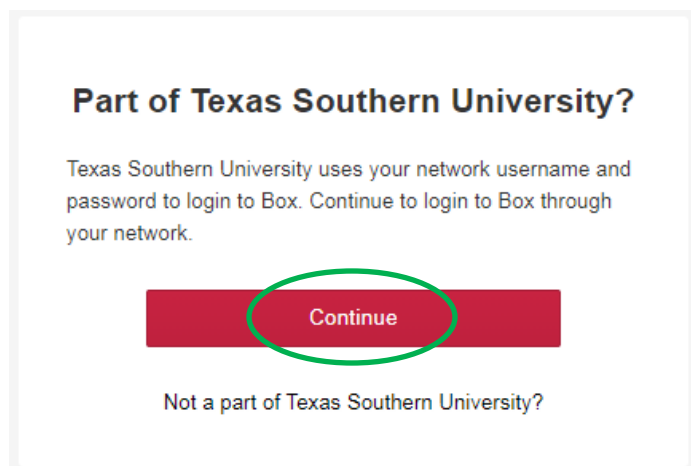 Part of Texas Southern University?
Texas Southern University uses your network username and
password to login to Box. Continue to login to Box through
your network.
Continue
Not a part of Texas Southern University?